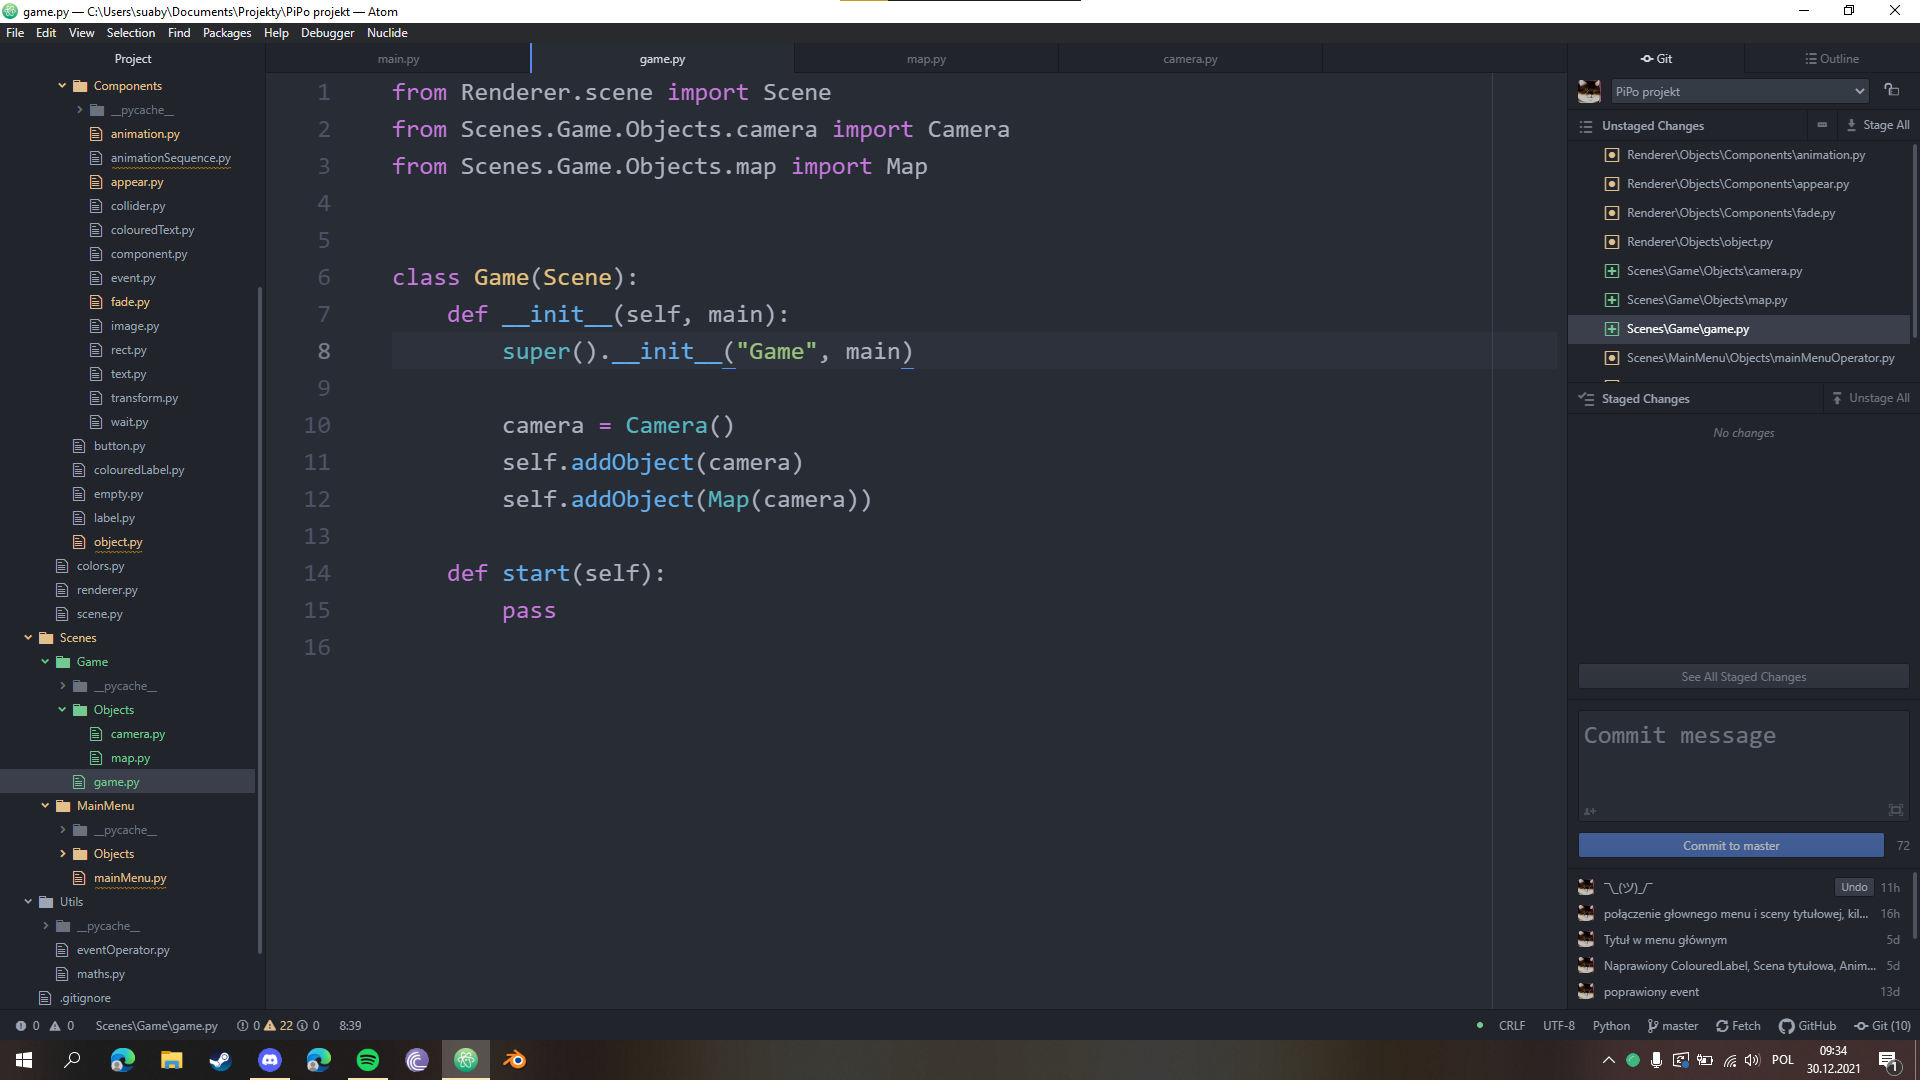 game.py — C:\Users\suaby\Documents\Projekty\PiPo projekt — Atom
File Edit View Selection Find Packages Help Debugger Nuclide
Project
Components
__pycache__
animation.py
animationSequence.py
appear.py
collider.py
colouredText.py
component.py
event.py
fade.py
image.py
rect.py
text.py
transform.py
wait.py
button.py
colouredLabel.py
empty.py
label.py
object.py
colors.py
renderer.py
scene.py
Scenes
Game
__pycache__
Objects
camera.py
map.py
game.py
MainMenu
__pycache__
Objects
mainMenu.py
Utils
__pycache__
eventOperator.py
maths.py
.gitignore
main.py game.py map.py camera.py
1 from Renderer.scene import Scene
2 from Scenes.Game.Objects.camera import Camera
3 from Scenes.Game.Objects.map import Map
4
5
6 class Game(Scene):
7 def __init__(self, main):
8 super().__init__("Game", main)
9
10 camera = Camera()
11 self.addObject(camera)
12 self.addObject(Map(camera))
13
14 def start(self):
15 pass
16
Git Outline
PiPo projekt
Unstaged Changes Stage All
Renderer\Objects\Components\animation.py
Renderer\Objects\Components\appear.py
Renderer\Objects\Components\fade.py
Renderer\Objects\object.py
Scenes\Game\Objects\camera.py
Scenes\Game\Objects\map.py
Scenes\Game\game.py
Scenes\MainMenu\Objects\mainMenuOperator.py
Staged Changes Unstage All
No changes
See All Staged Changes
Commit message
Commit to master 72
¯\_(ツ)_/¯ Undo 11h
połączenie głownego menu i sceny tytułowej, kil... 16h
Tytuł w menu głównym 5d
Naprawiony ColouredLabel, Scena tytułowa, Anim... 5d
poprawiony event 13d
0 0 Scenes\Game\game.py 0 22 0 8:39
CRLF UTF-8 Python master Fetch GitHub Git (10)
POL 09:34
30.12.2021
1